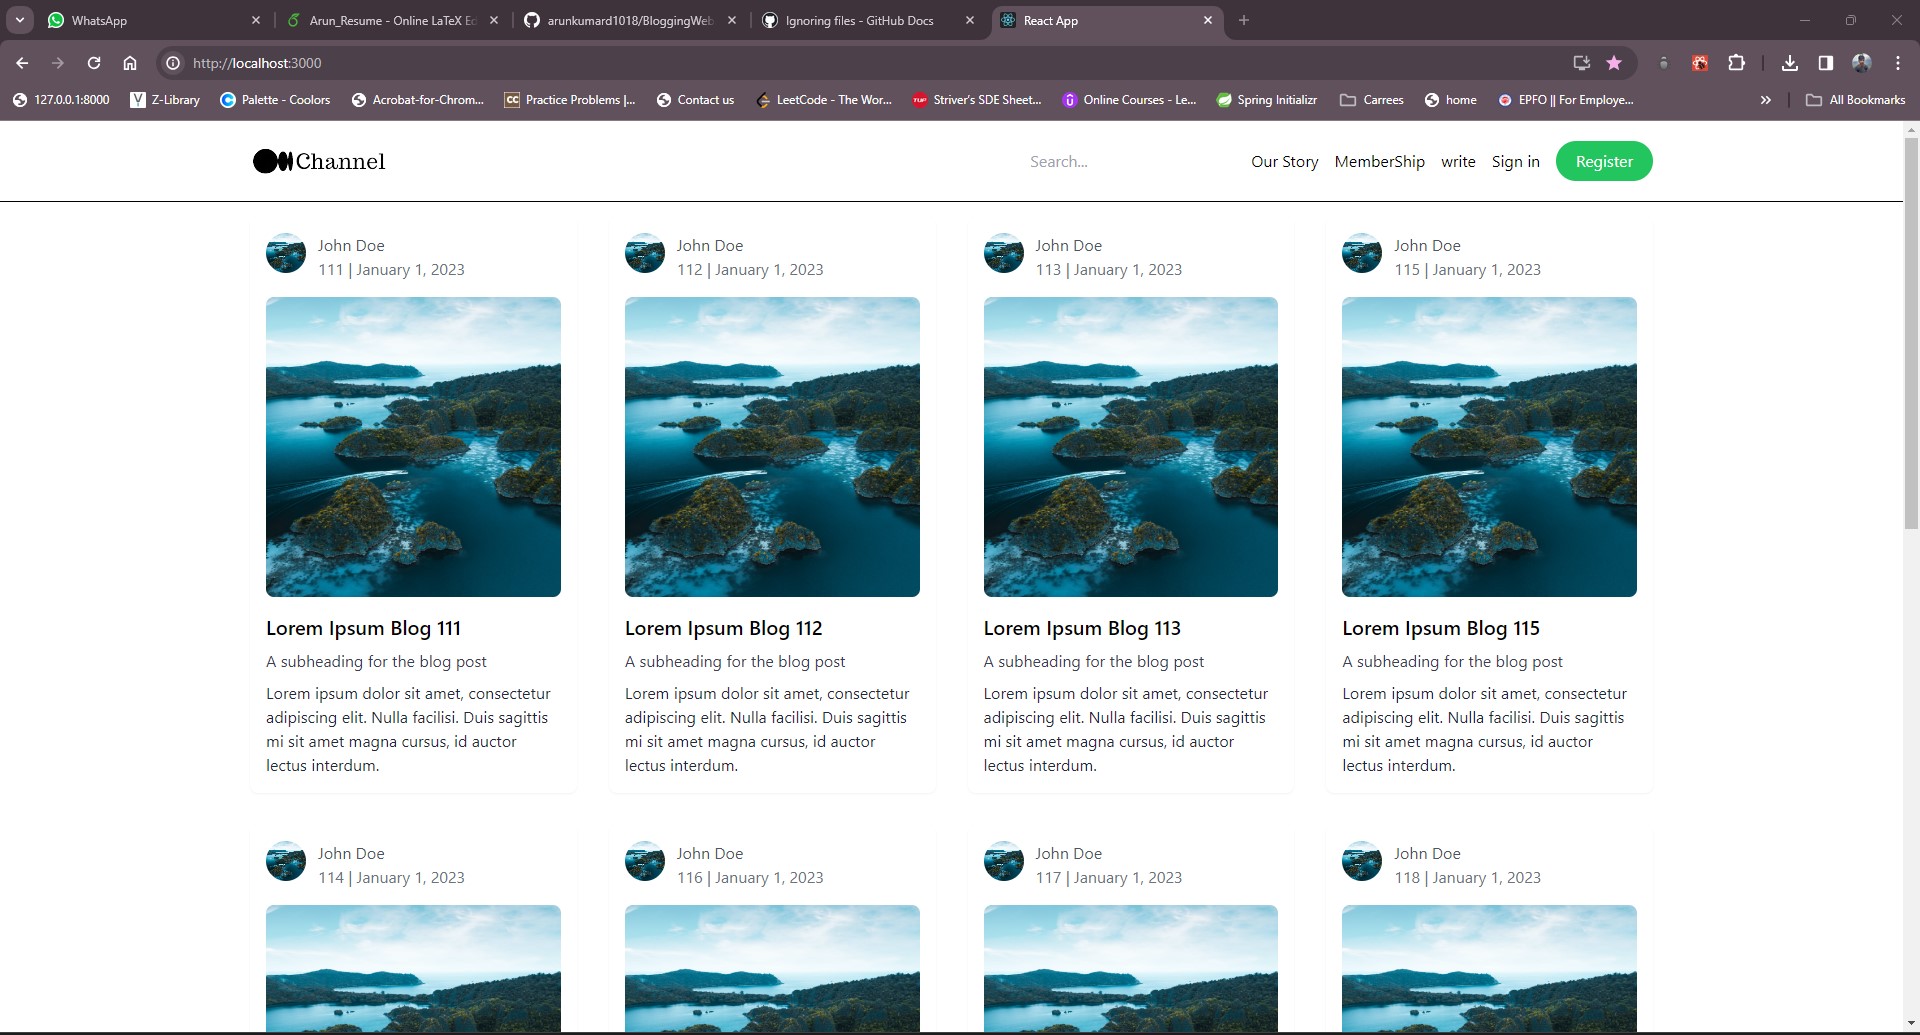 WhatsApp
Arun_Resume - Online LaTeX Ed
arunkumard1018/BloggingWeb
Ignoring files - GitHub Docs
React App
http://localhost:3000
127.0.0.1:8000
Z-Library
Palette - Coolors
Acrobat-for-Chrom...
CC Practice Problems |...
Contact us
LeetCode - The Wor...
TUF Striver's SDE Sheet...
Online Courses - Le...
Spring Initializr
Carrees
home
EPFO || For Employe...
All Bookmarks
Channel
Search...
Our Story
MemberShip
write
Sign in
Register
John Doe
111 | January 1, 2023
Lorem Ipsum Blog 111
A subheading for the blog post
Lorem ipsum dolor sit amet, consectetur
adipiscing elit. Nulla facilisi. Duis sagittis
mi sit amet magna cursus, id auctor
lectus interdum.
John Doe
112 | January 1, 2023
Lorem Ipsum Blog 112
A subheading for the blog post
Lorem ipsum dolor sit amet, consectetur
adipiscing elit. Nulla facilisi. Duis sagittis
mi sit amet magna cursus, id auctor
lectus interdum.
John Doe
113 | January 1, 2023
Lorem Ipsum Blog 113
A subheading for the blog post
Lorem ipsum dolor sit amet, consectetur
adipiscing elit. Nulla facilisi. Duis sagittis
mi sit amet magna cursus, id auctor
lectus interdum.
John Doe
115 | January 1, 2023
Lorem Ipsum Blog 115
A subheading for the blog post
Lorem ipsum dolor sit amet, consectetur
adipiscing elit. Nulla facilisi. Duis sagittis
mi sit amet magna cursus, id auctor
lectus interdum.
John Doe
114 | January 1, 2023
John Doe
116 | January 1, 2023
John Doe
117 | January 1, 2023
John Doe
118 | January 1, 2023